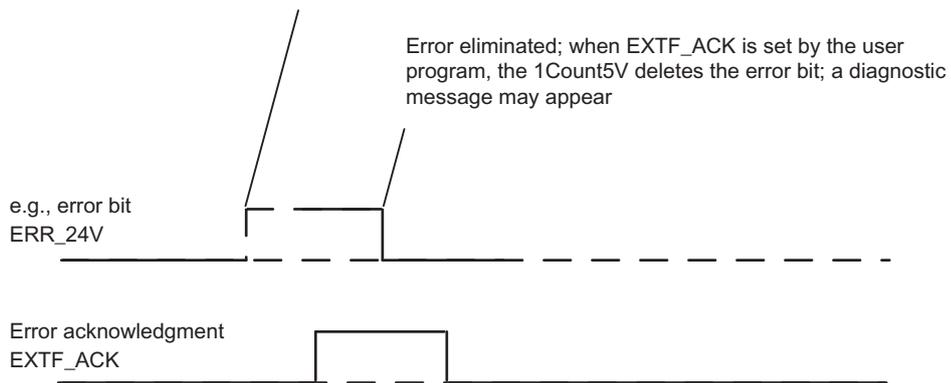 Error eliminated; when EXTF_ACK is set by the user
program, the 1Count5V deletes the error bit; a diagnostic
message may appear
e.g., error bit
ERR_24V
Error acknowledgment
EXTF_ACK